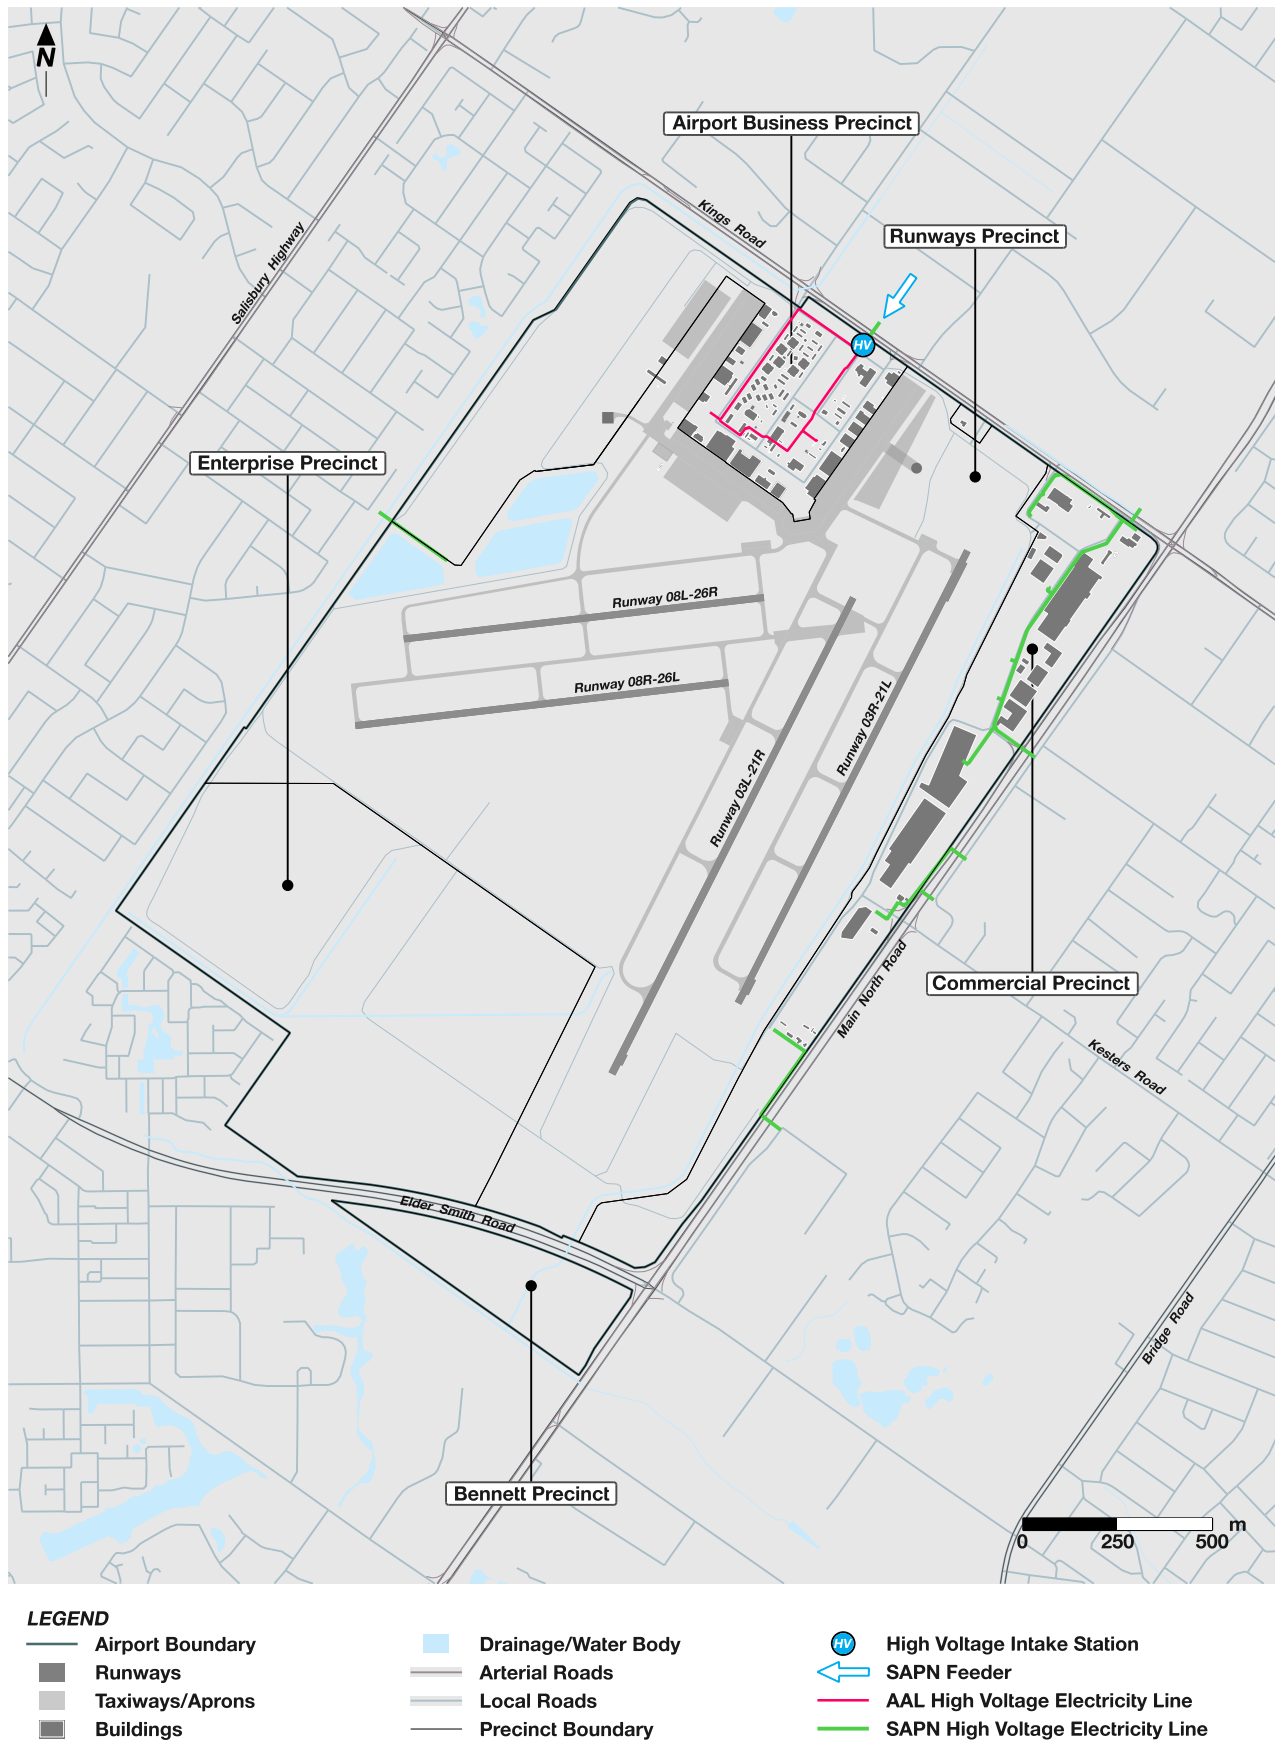 N
Airport Business Precinct
Kings Road
Runways Precinct
Salisbury Highway
HV
Enterprise Precinct
Runway 08L-26R
Runway 08R-26L
Runway 03R-21L
Runway 03L-21R
Main North Road
Commercial Precinct
Kesters Road
Elder Smith Road
Bridge Road
Bennett Precinct
m
0 250 500
LEGEND
Airport Boundary
Runways
Taxiways/Aprons
Buildings
Drainage/Water Body
Arterial Roads
Local Roads
Precinct Boundary
HV High Voltage Intake Station
SAPN Feeder
AAL High Voltage Electricity Line
SAPN High Voltage Electricity Line